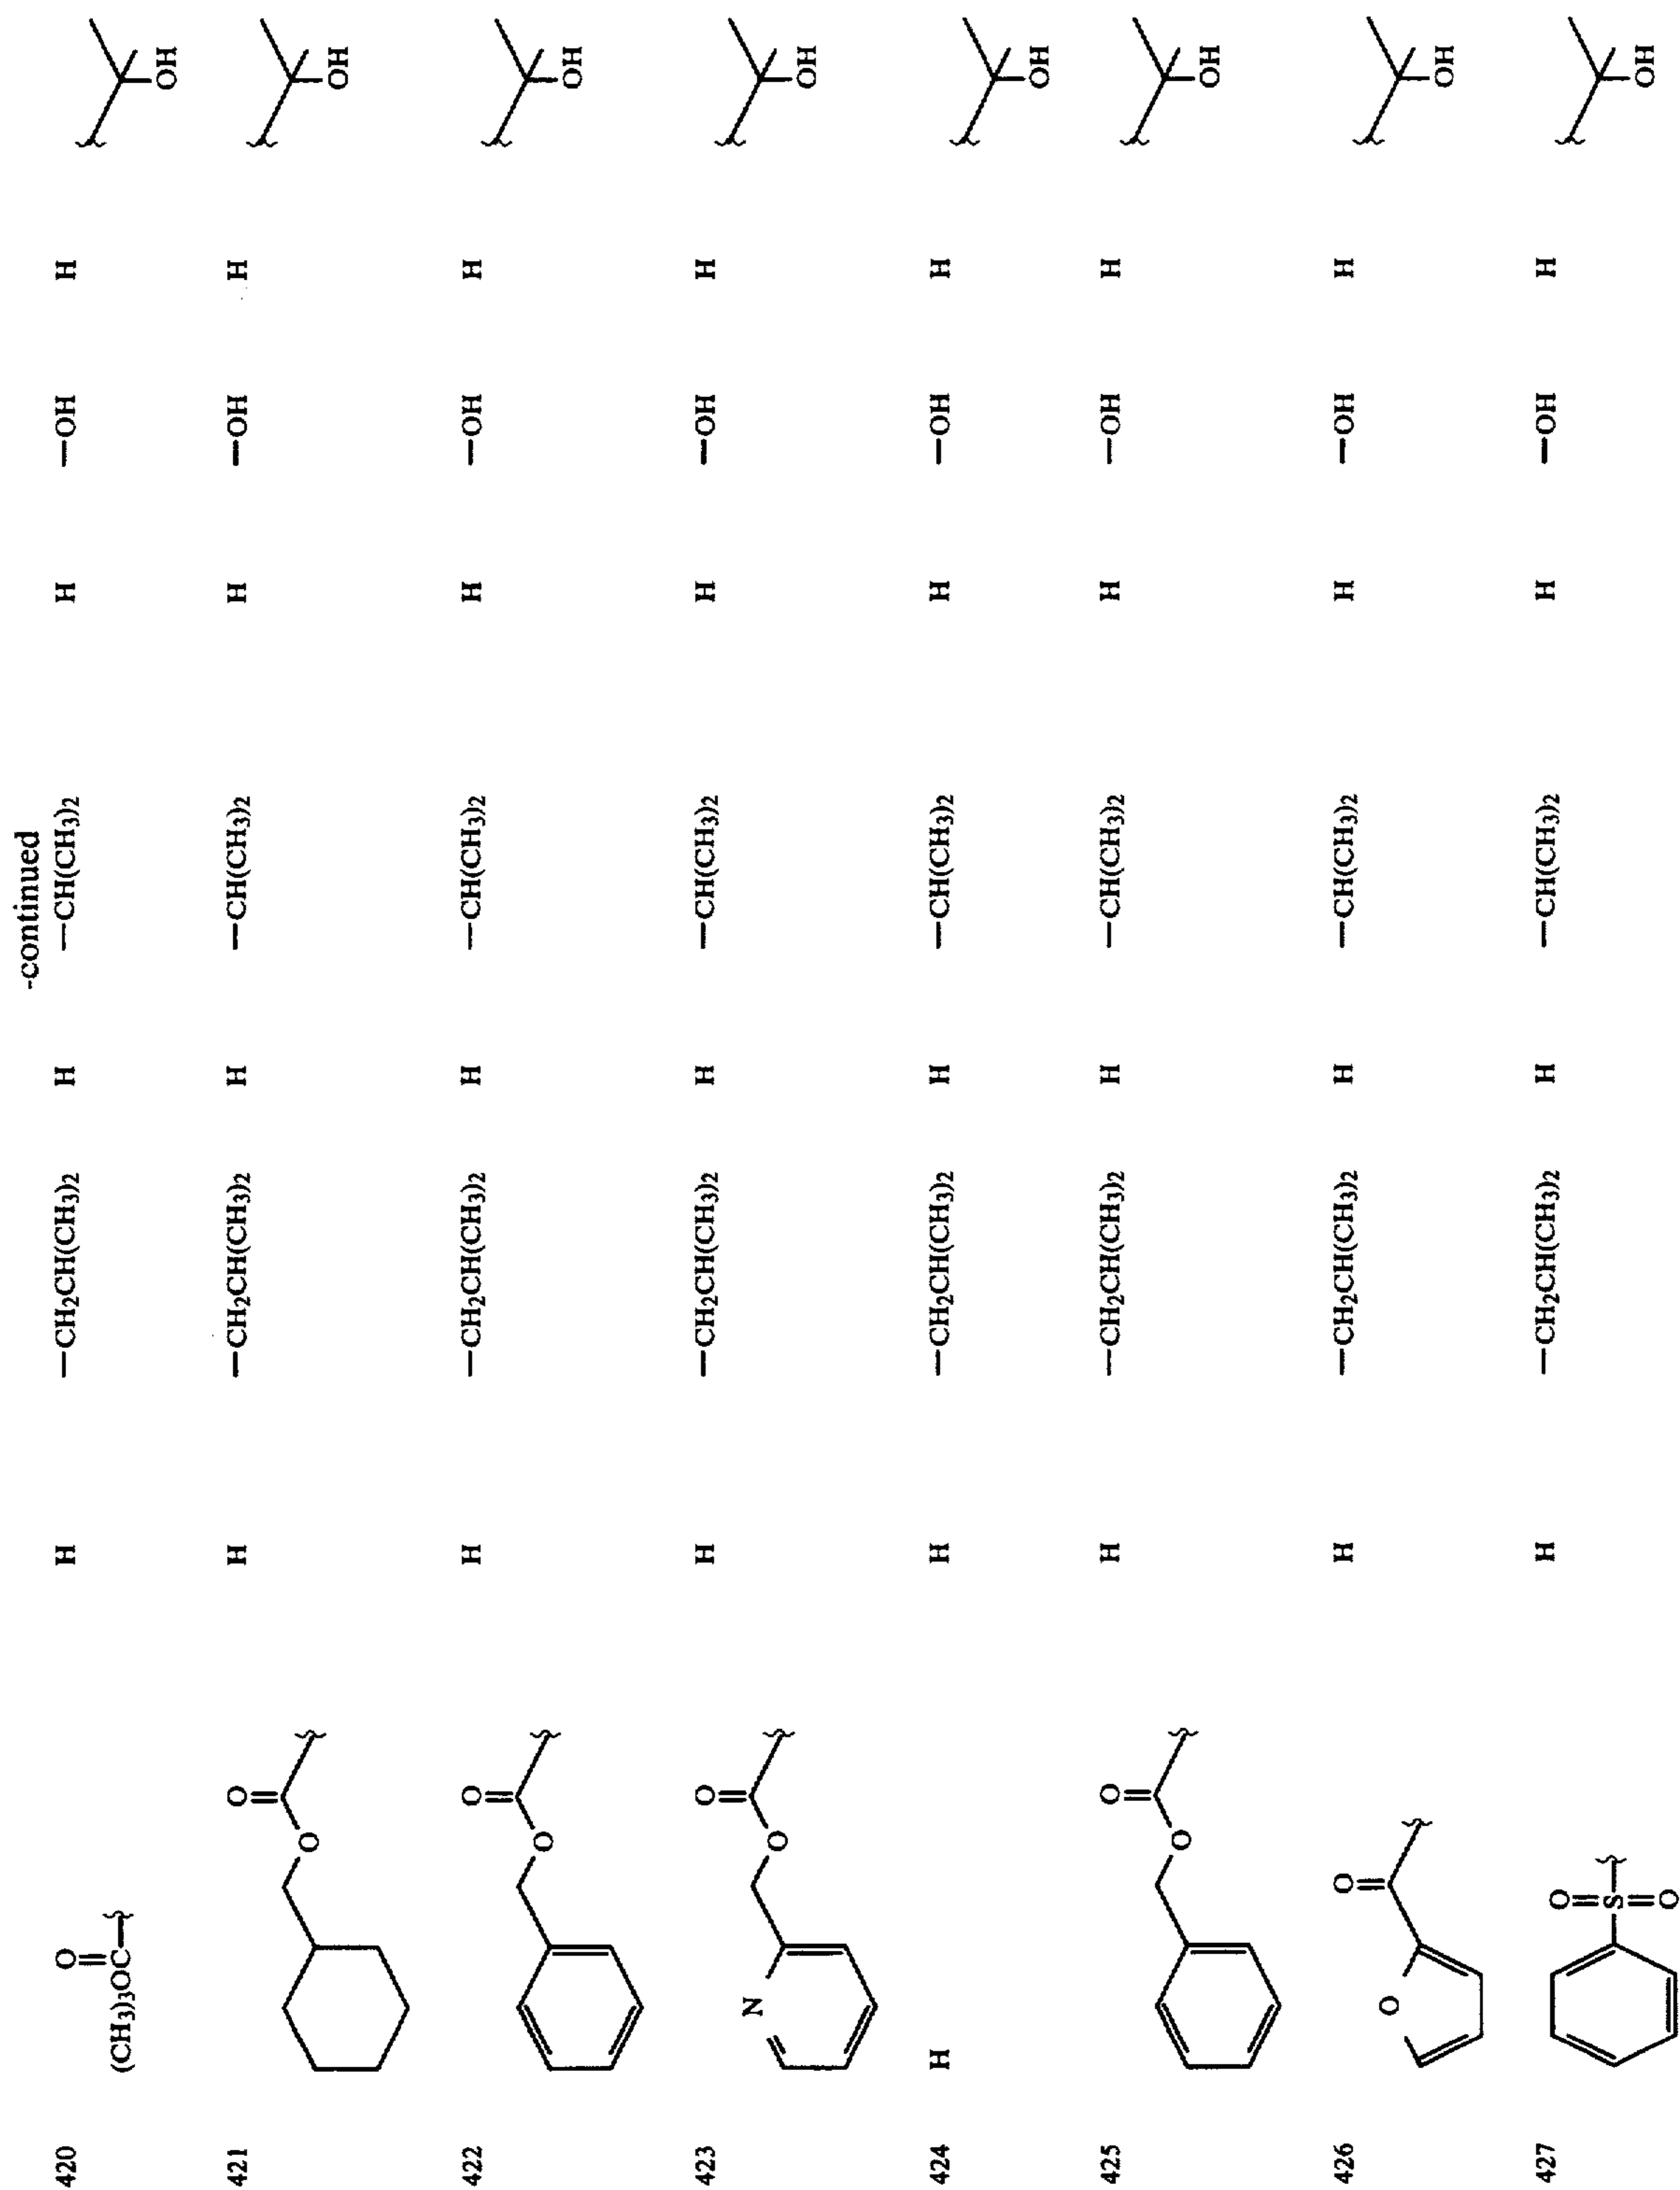 -continued
420 H —CH₂CH(CH₃)₂ H —CH(CH₃)₂ H —OH H
O
(CH₃)₃OC
OH
421 O H —CH₂CH(CH₃)₂ H —CH(CH₃)₂ H —OH H
O
OH
422 O H —CH₂CH(CH₃)₂ H —CH(CH₃)₂ H —OH H
O
OH
423 O H —CH₂CH(CH₃)₂ H —CH(CH₃)₂ H —OH H
N
O
OH
424 H H —CH₂CH(CH₃)₂ H —CH(CH₃)₂ H —OH H
OH
425 O H —CH₂CH(CH₃)₂ H —CH(CH₃)₂ H —OH H
O
OH
426 O H —CH₂CH(CH₃)₂ H —CH(CH₃)₂ H —OH H
O
OH
427 O H —CH₂CH(CH₃)₂ H —CH(CH₃)₂ H —OH H
S
OH
O